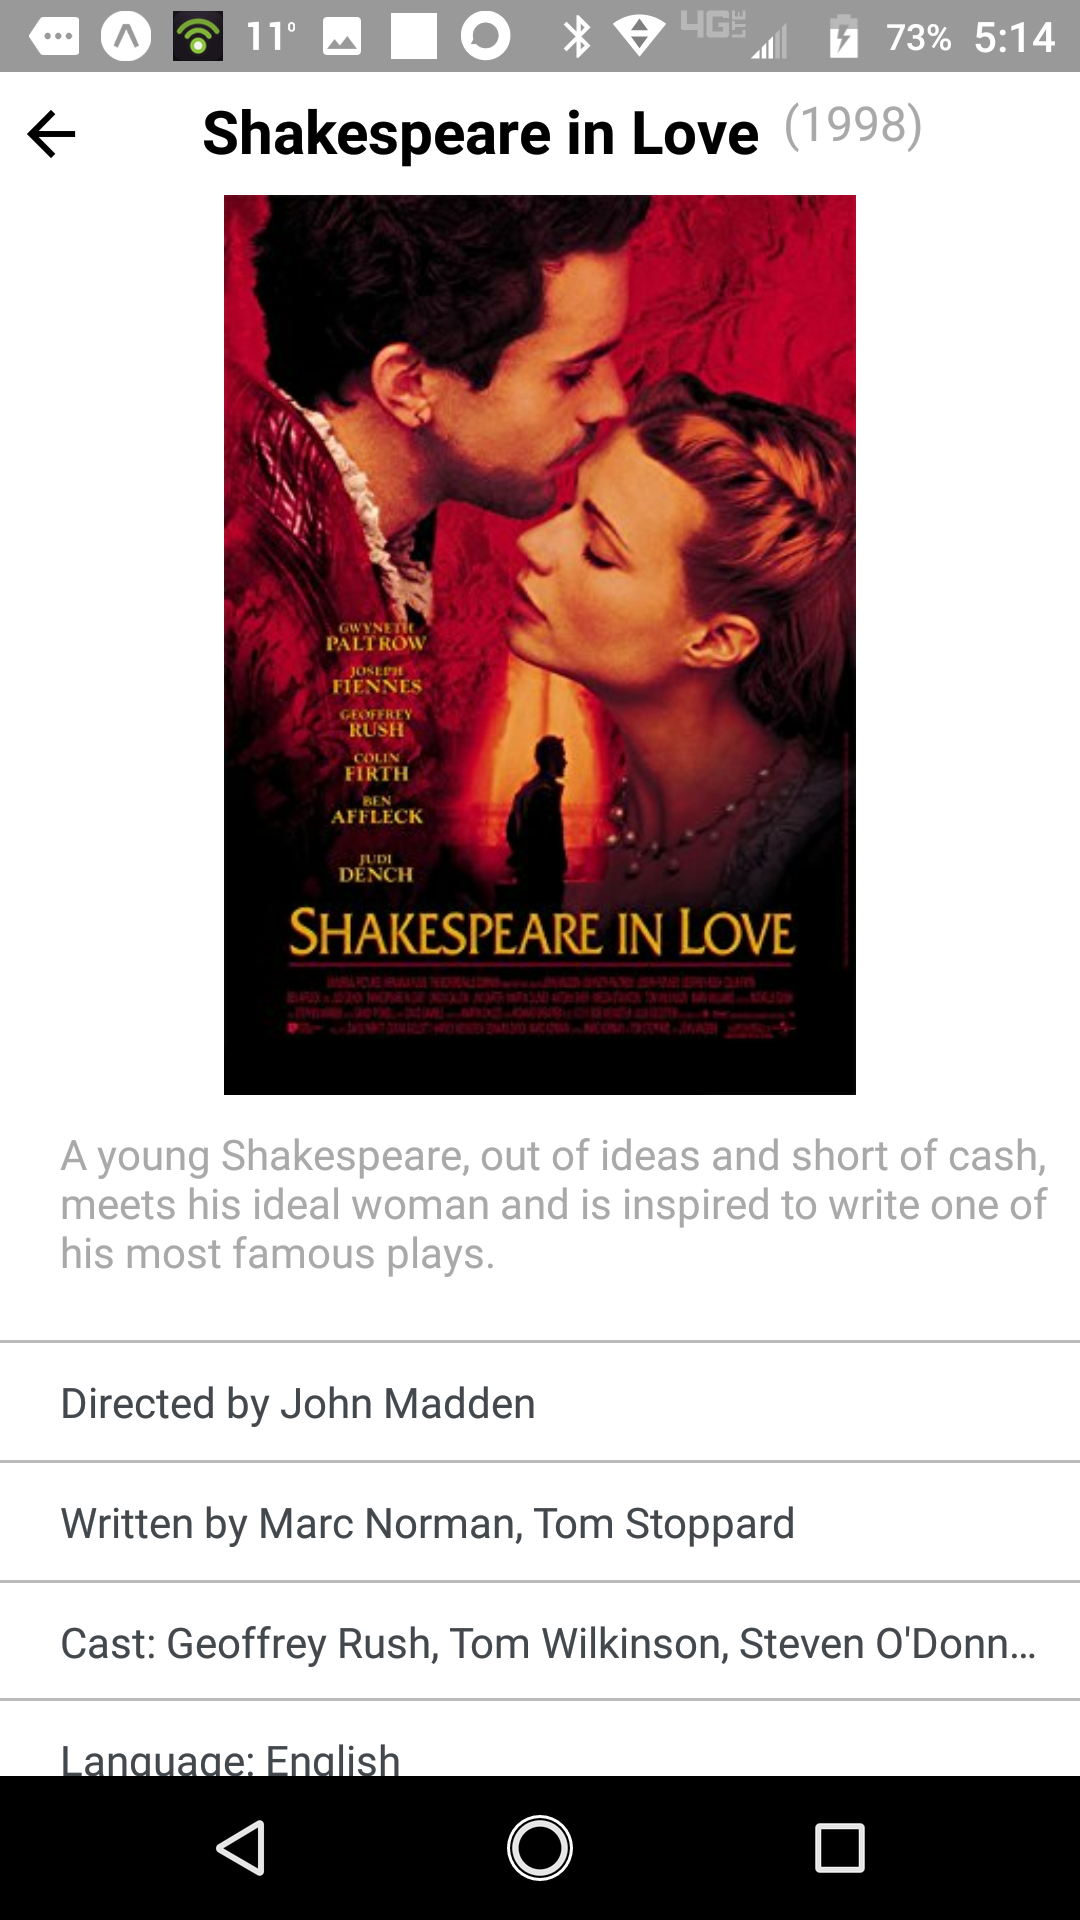 11° 4G LTE 73% 5:14
Shakespeare in Love (1998)
GWYNETH
PALTROW
JOSEPH
FIENNES
GEOFFREY
RUSH
COLIN
FIRTH
BEN
AFFLECK
JUDI
DENCH
SHAKESPEARE IN LOVE
A young Shakespeare, out of ideas and short of cash,
meets his ideal woman and is inspired to write one of
his most famous plays.
Directed by John Madden
Written by Marc Norman, Tom Stoppard
Cast: Geoffrey Rush, Tom Wilkinson, Steven O'Donn...
Language: English